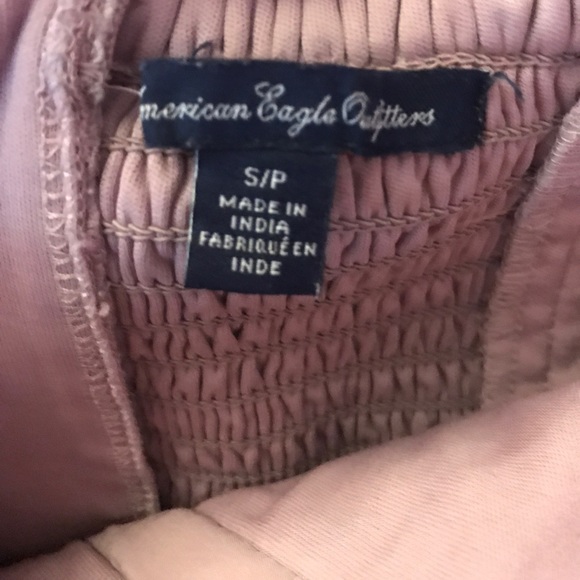 merican Eagle Outfitters
S/P
MADE IN
INDIA
FABRIQUÉ EN
INDE